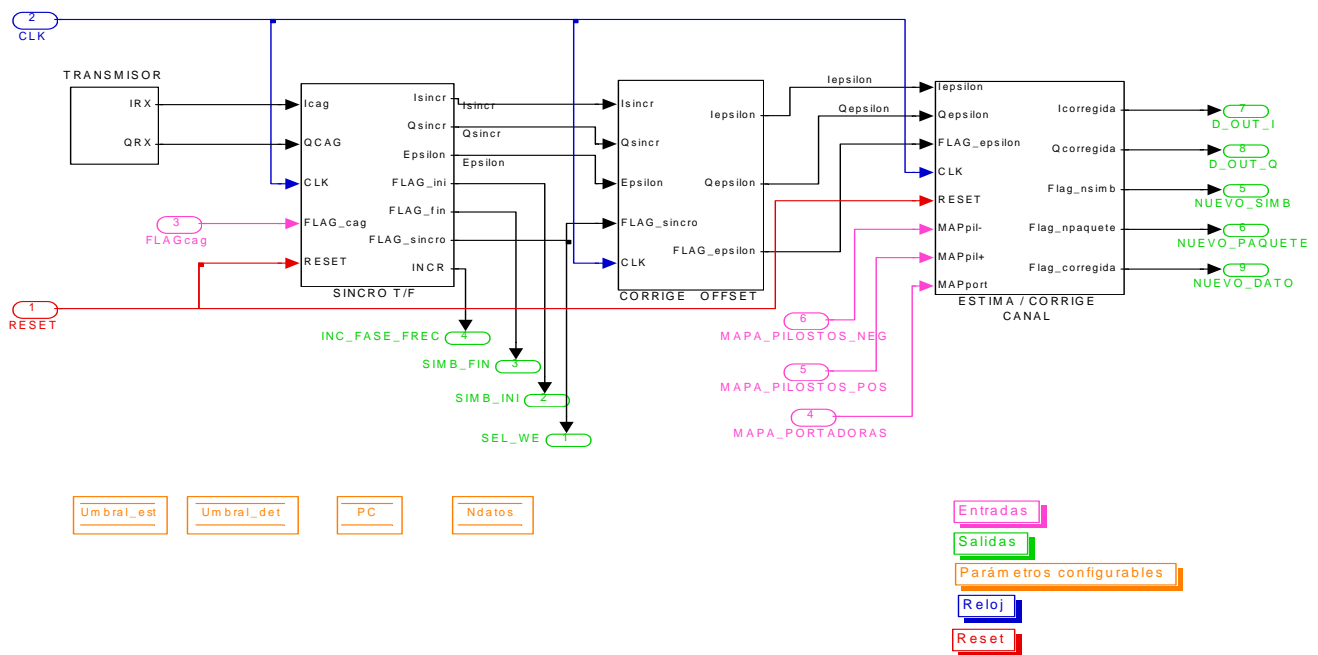 2
CLK
TRANSMISOR
IRX
QRX
3
FLAGcag
1
RESET
Icag
QCAG
CLK
FLAG_cag
RESET
Isincr
Qsincr
Epsilon
FLAG_ini
FLAG_fin
FLAG_sincro
INCR
SINCRO T/F
Isincr
Qsincr
Epsilon
Isincr
Qsincr
Epsilon
FLAG_sincro
CLK
Iepsilon
Qepsilon
FLAG_epsilon
CORRIGE OFFSET
Iepsilon
Qepsilon
Iepsilon
Qepsilon
FLAG_epsilon
CLK
RESET
MAPpil-
MAPpil+
MAPport
Icorregida
Qcorregida
Flag_nsimb
Flag_npaquete
Flag_corregida
ESTIMA / CORRIGE
CANAL
7
D_OUT_I
8
D_OUT_Q
5
NUEVO_SIMB
6
NUEVO_PAQUETE
9
NUEVO_DATO
INC_FASE_FREC
4
SIMB_FIN
3
SIMB_INI
2
SEL_WE
1
6
MAPA_PILOSTOS_NEG
5
MAPA_PILOSTOS_POS
4
MAPA_PORTADORAS
Umbral_est
Umbral_det
PC
Ndatos
Entradas
Salidas
Parámetros configurables
Reloj
Reset